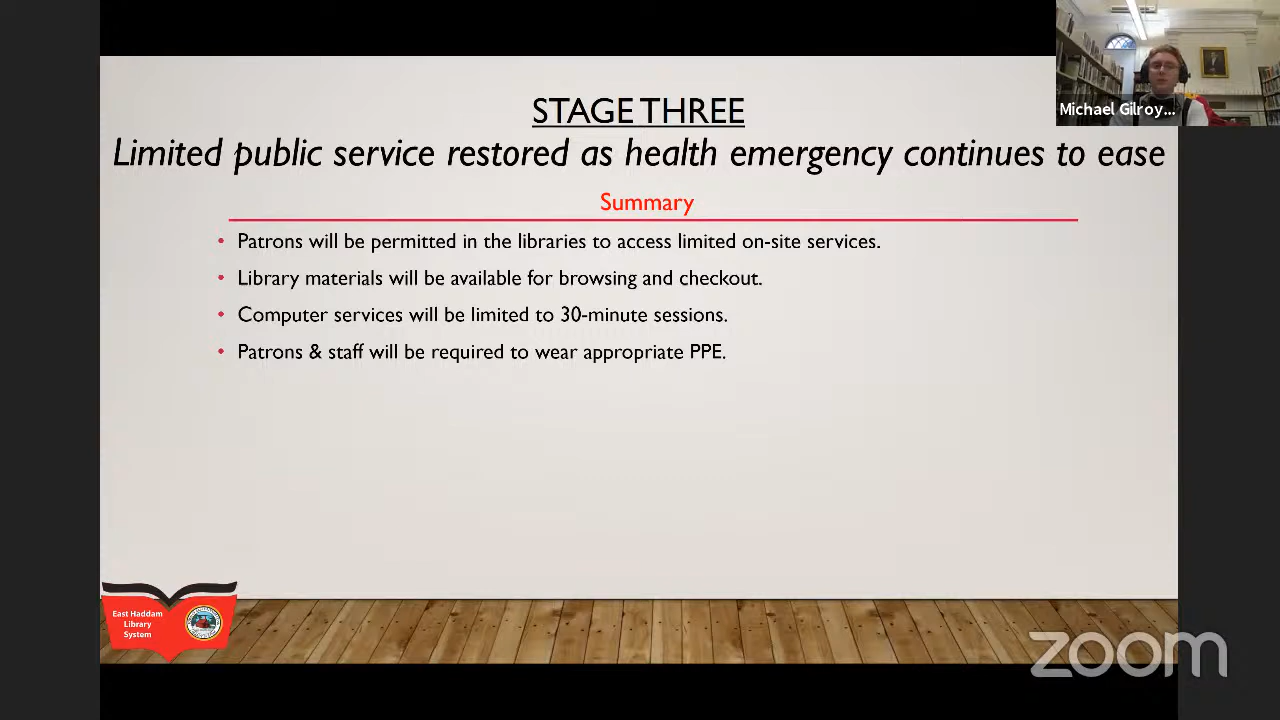 STAGE THREE
Limited public service restored as health emergency continues to ease
Summary
• Patrons will be permitted in the libraries to access limited on-site services.
• Library materials will be available for browsing and checkout.
• Computer services will be limited to 30-minute sessions.
• Patrons & staff will be required to wear appropriate PPE.
Michael Gilroy...
East Haddam
Library
System
zoom